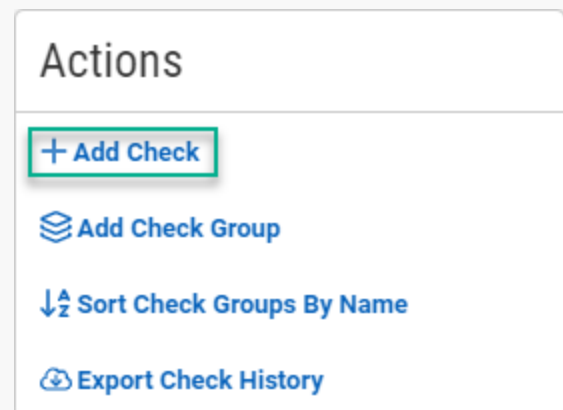 Actions
Add Check
Add Check Group
Sort Check Groups By Name
Export Check History